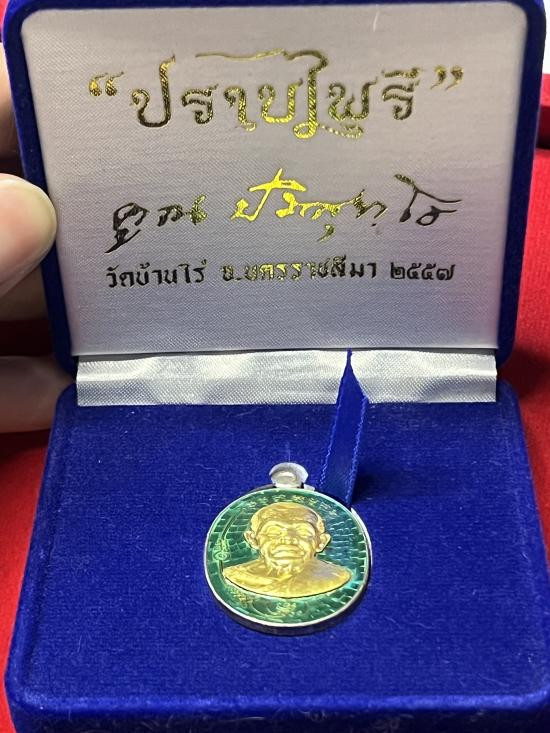 “ปราบไพรี”
คูณ ปริสุทฺโธ
วัดบ้านไร่ จ.นครราชสีมา ๒๕๕๗